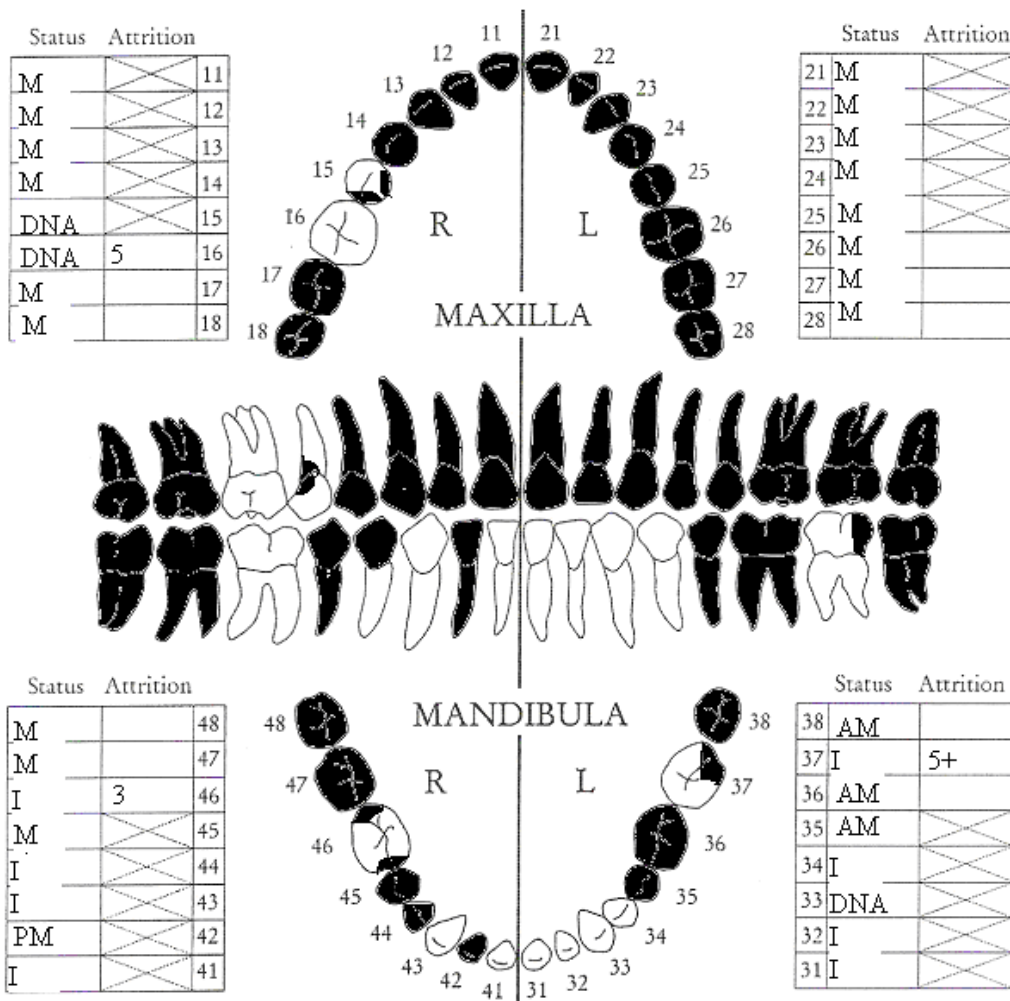 Status Attrition
M 11
M 12
M 13
M 14
DNA 15
DNA 5 16
M 17
M 18
11 21
12 22
13 23
14 24
15 25
16 26
17 27
18 28
R L
MAXILLA
Status Attrition
21 M
22 M
23 M
24 M
25 M
26 M
27 M
28 M
Status Attrition
M 48
M 47
I 3 46
M 45
I 44
I 43
PM 42
I 41
MANDIBULA
R L
48 38
47 37
46 36
45 35
44 34
43 33
42 32
41 31
Status Attrition
38 AM
37 I 5+
36 AM
35 AM
34 I
33 DNA
32 I
31 I